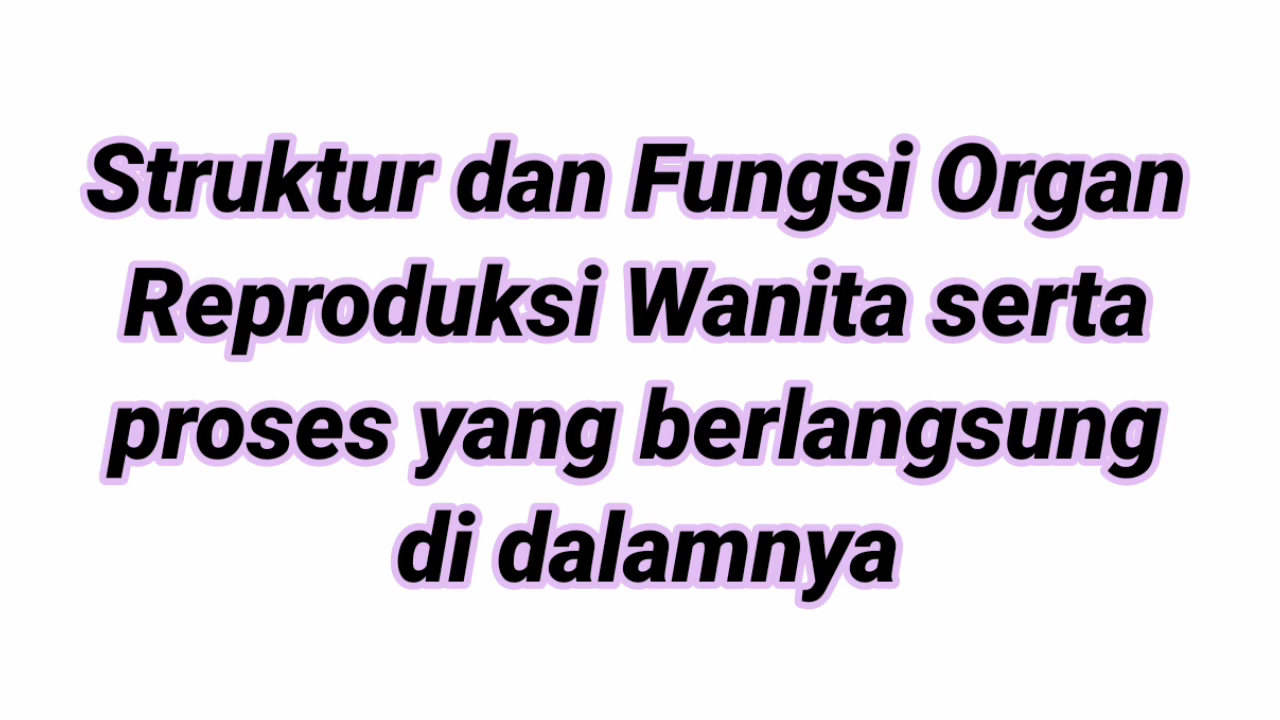 Struktur dan Fungsi Organ
Reproduksi Wanita serta
proses yang berlangsung
di dalamnya